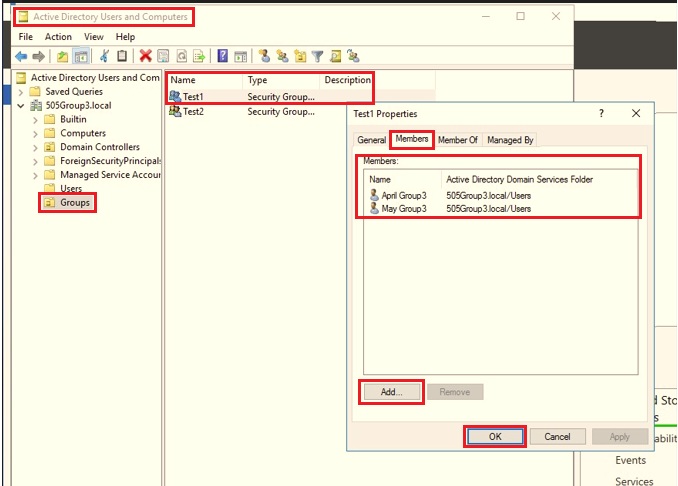 Active Directory Users and Computers
File Action View Help
Active Directory Users and Com
Saved Queries
505Group3.local
Builtin
Computers
Domain Controllers
ForeignSecurityPrincipals
Managed Service Accour
Users
Groups
Name Type Description
Test1 Security Group...
Test2 Security Group...
Test1 Properties
General Members Member Of Managed By
Members:
Name Active Directory Domain Services Folder
April Group3 505Group3.local/Users
May Group3 505Group3.local/Users
Add... Remove
OK Cancel Apply
d Sto
s
ability
Events
Services